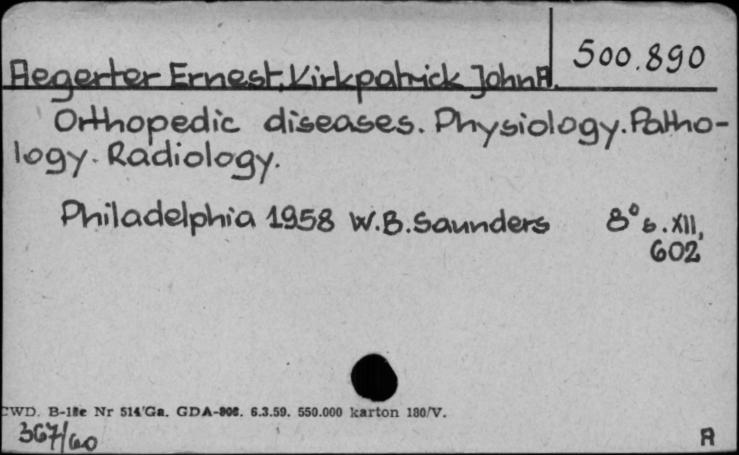 500.890
Aegerter Ernest, Kirkpatrick John A.
Orthopedic diseases. Physiology. Patho-
logy. Radiology.
Philadelphia 1958 W.B. Saunders 8° s. XII,
602
CWD. B-18e Nr 514/Ga. GDA-806. 6.3.59. 550.000 karton 180/V.
367/60
A